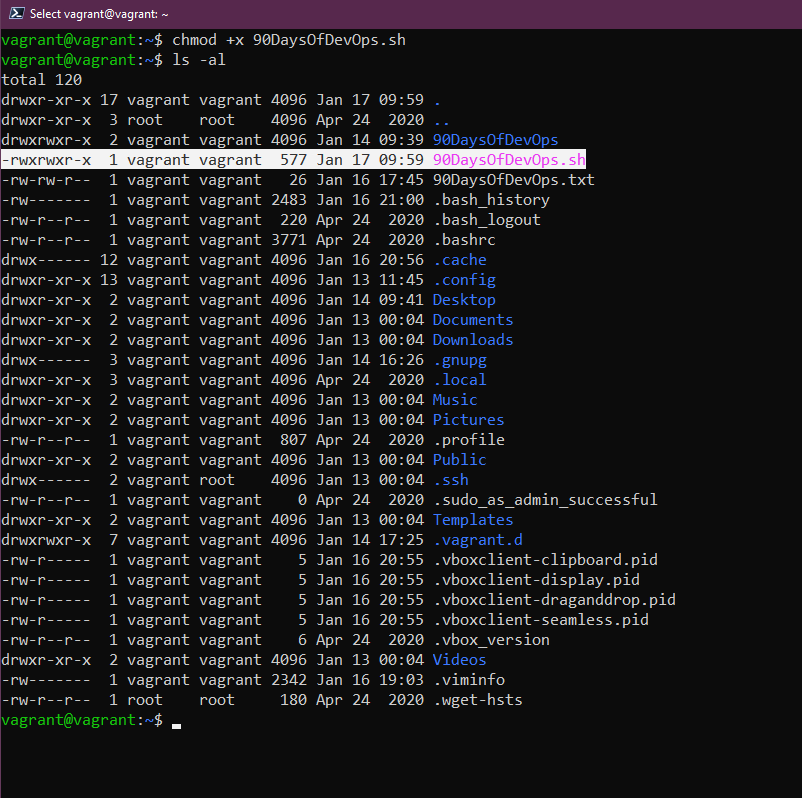 Select vagrant@vagrant: ~
vagrant@vagrant:~$ chmod +x 90DaysOfDevOps.sh
vagrant@vagrant:~$ ls -al
total 120
drwxr-xr-x 17 vagrant vagrant 4096 Jan 17 09:59 .
drwxr-xr-x  3 root    root    4096 Apr 24  2020 ..
drwxrwxr-x  2 vagrant vagrant 4096 Jan 14 09:39 90DaysOfDevOps
-rwxrwxr-x  1 vagrant vagrant  577 Jan 17 09:59 90DaysOfDevOps.sh
-rw-rw-r--  1 vagrant vagrant   26 Jan 16 17:45 90DaysOfDevOps.txt
-rw-------  1 vagrant vagrant 2483 Jan 16 21:00 .bash_history
-rw-r--r--  1 vagrant vagrant  220 Apr 24  2020 .bash_logout
-rw-r--r--  1 vagrant vagrant 3771 Apr 24  2020 .bashrc
drwx------ 12 vagrant vagrant 4096 Jan 16 20:56 .cache
drwxr-xr-x 13 vagrant vagrant 4096 Jan 13 11:45 .config
drwxr-xr-x  2 vagrant vagrant 4096 Jan 14 09:41 Desktop
drwxr-xr-x  2 vagrant vagrant 4096 Jan 13 00:04 Documents
drwxr-xr-x  2 vagrant vagrant 4096 Jan 13 00:04 Downloads
drwx------  3 vagrant vagrant 4096 Jan 14 16:26 .gnupg
drwxr-xr-x  3 vagrant vagrant 4096 Apr 24  2020 .local
drwxr-xr-x  2 vagrant vagrant 4096 Jan 13 00:04 Music
drwxr-xr-x  2 vagrant vagrant 4096 Jan 13 00:04 Pictures
-rw-r--r--  1 vagrant vagrant  807 Apr 24  2020 .profile
drwxr-xr-x  2 vagrant vagrant 4096 Jan 13 00:04 Public
drwx------  2 vagrant root    4096 Jan 13 00:04 .ssh
-rw-r--r--  1 vagrant vagrant    0 Apr 24  2020 .sudo_as_admin_successful
drwxr-xr-x  2 vagrant vagrant 4096 Jan 13 00:04 Templates
drwxrwxr-x  7 vagrant vagrant 4096 Jan 14 17:25 .vagrant.d
-rw-r-----  1 vagrant vagrant    5 Jan 16 20:55 .vboxclient-clipboard.pid
-rw-r-----  1 vagrant vagrant    5 Jan 16 20:55 .vboxclient-display.pid
-rw-r-----  1 vagrant vagrant    5 Jan 16 20:55 .vboxclient-draganddrop.pid
-rw-r-----  1 vagrant vagrant    5 Jan 16 20:55 .vboxclient-seamless.pid
-rw-r--r--  1 vagrant vagrant    6 Apr 24  2020 .vbox_version
drwxr-xr-x  2 vagrant vagrant 4096 Jan 13 00:04 Videos
-rw-------  1 vagrant vagrant 2342 Jan 16 19:03 .viminfo
-rw-r--r--  1 root    root     180 Apr 24  2020 .wget-hsts
vagrant@vagrant:~$